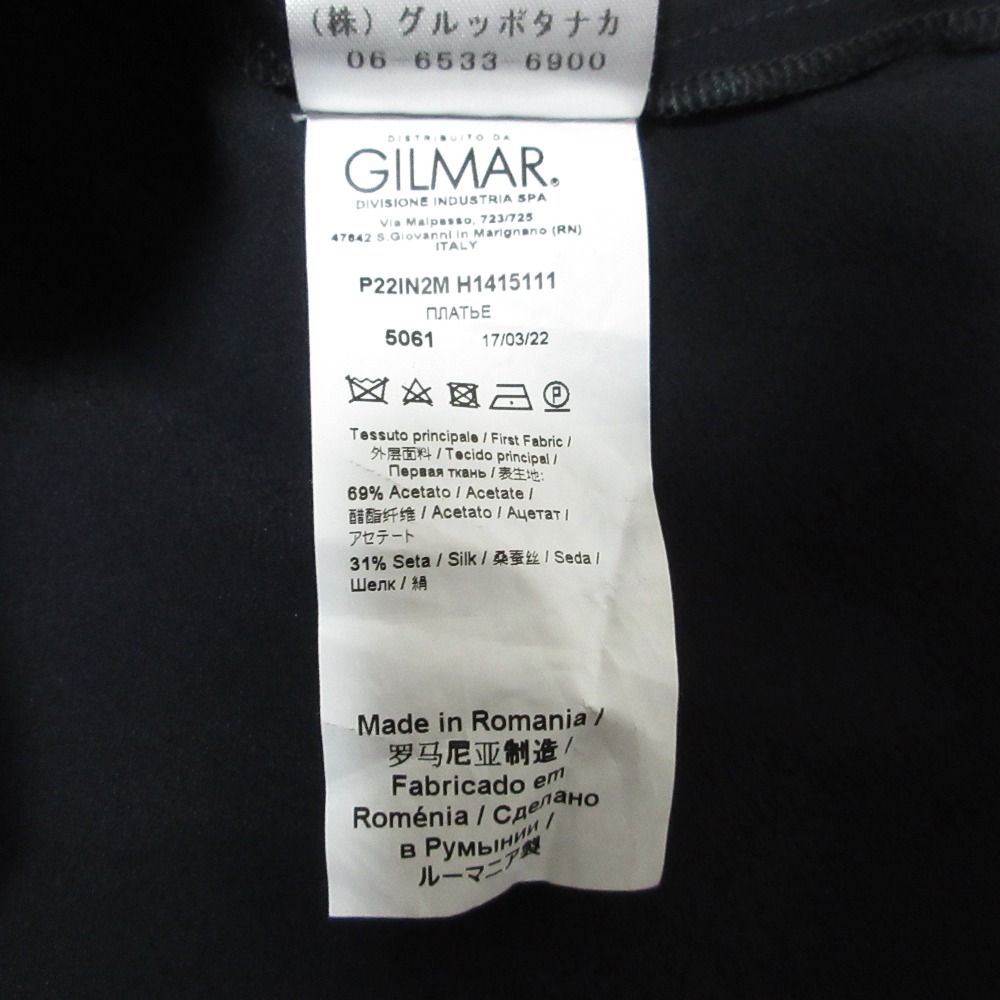 (株) グルッポタナカ
06 6533 6900
DISTRIBUITO DA
GILMAR®
DIVISIONE INDUSTRIA SPA
Via Malpasso, 723/725
47842 S.Giovanni in Marignano (RN)
ITALY
P22IN2M H1415111
ПЛАТЬЕ
5061 17/03/22
P
Tessuto principale / First Fabric /
外层面料 / Tecido principal /
Первая ткань / 表生地:
69% Acetato / Acetate /
醋酯纤维 / Acetato / Ацетат /
アセテート
31% Seta / Silk / 桑蚕丝 / Seda /
Шелк / 絹
Made in Romania /
罗马尼亚制造 /
Fabricado em
Roménia / Сделано
в Румынии /
ルーマニア製